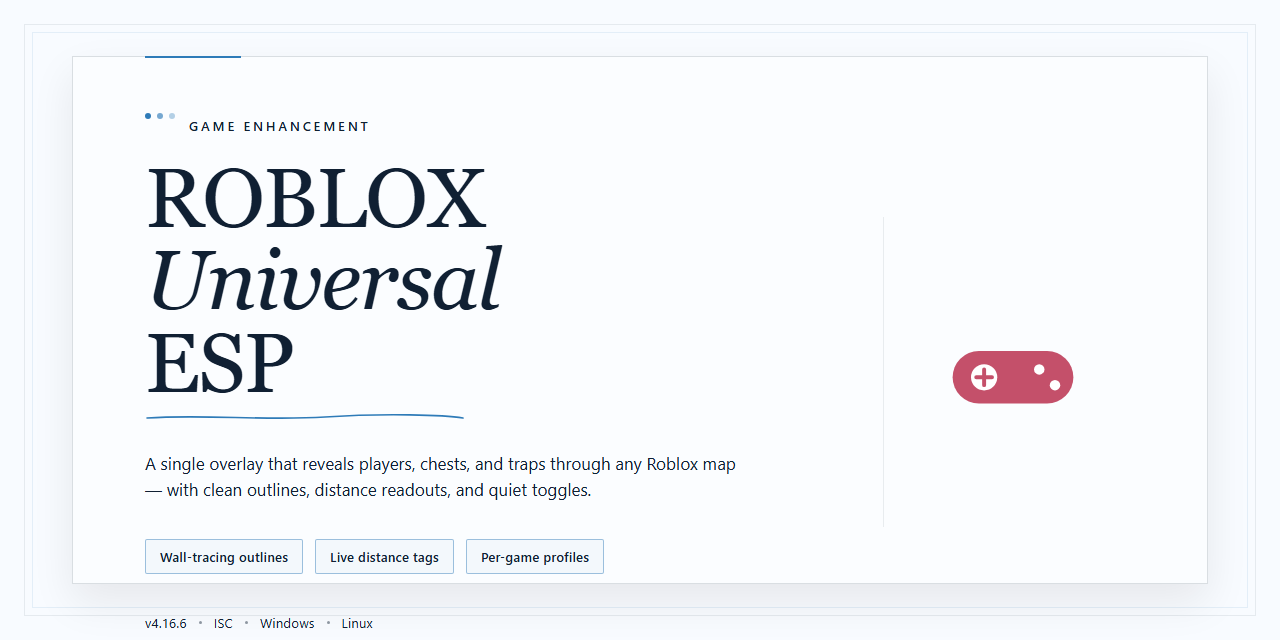 GAME ENHANCEMENT
ROBLOX
Universal
ESP
A single overlay that reveals players, chests, and traps through any Roblox map
— with clean outlines, distance readouts, and quiet toggles.
Wall-tracing outlines
Live distance tags
Per-game profiles
v4.16.6 • ISC • Windows • Linux